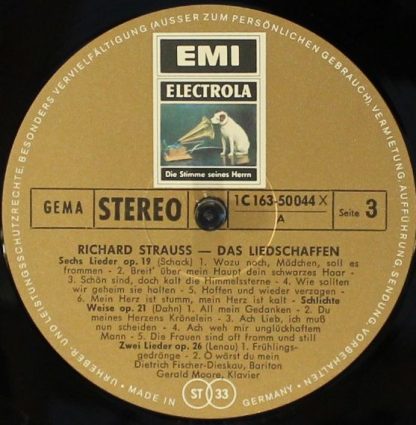 URHEBER- UND LEISTUNGSSCHUTZRECHTE, BESONDERS VERVIELFÄLTIGUNG (AUSSER ZUM PERSÖNLICHEN GEBRAUCH), VERMIETUNG, AUFFÜHRUNG, SENDUNG, VORBEHALTEN
EMI
ELECTROLA
Die Stimme seines Herrn
GEMA
STEREO
1C 163-50044 X
A
Seite 3
RICHARD STRAUSS — DAS LIEDSCHAFFEN
Sechs Lieder op. 19 (Schack) 1. Wozu noch, Mädchen, soll es
frommen - 2. Breit' über mein Haupt dein schwarzes Haar -
3. Schön sind, doch kalt die Himmelssterne - 4. Wie sollten
wir geheim sie halten - 5. Hoffen und wieder verzagen -
6. Mein Herz ist stumm, mein Herz ist kalt - Schlichte
Weise op. 21 (Dahn) 1. All mein Gedanken - 2. Du
meines Herzens Krönelein - 3. Ach Lieb, ich muß
nun scheiden - 4. Ach weh mir unglückhaftem
Mann - 5. Die Frauen sind oft fromm und still
Zwei Lieder op. 26 (Lenau) 1. Frühlings-
gedränge - 2. O wärst du mein
Dietrich Fischer-Dieskau, Bariton
Gerald Moore, Klavier
MADE IN
ST 33
GERMANY